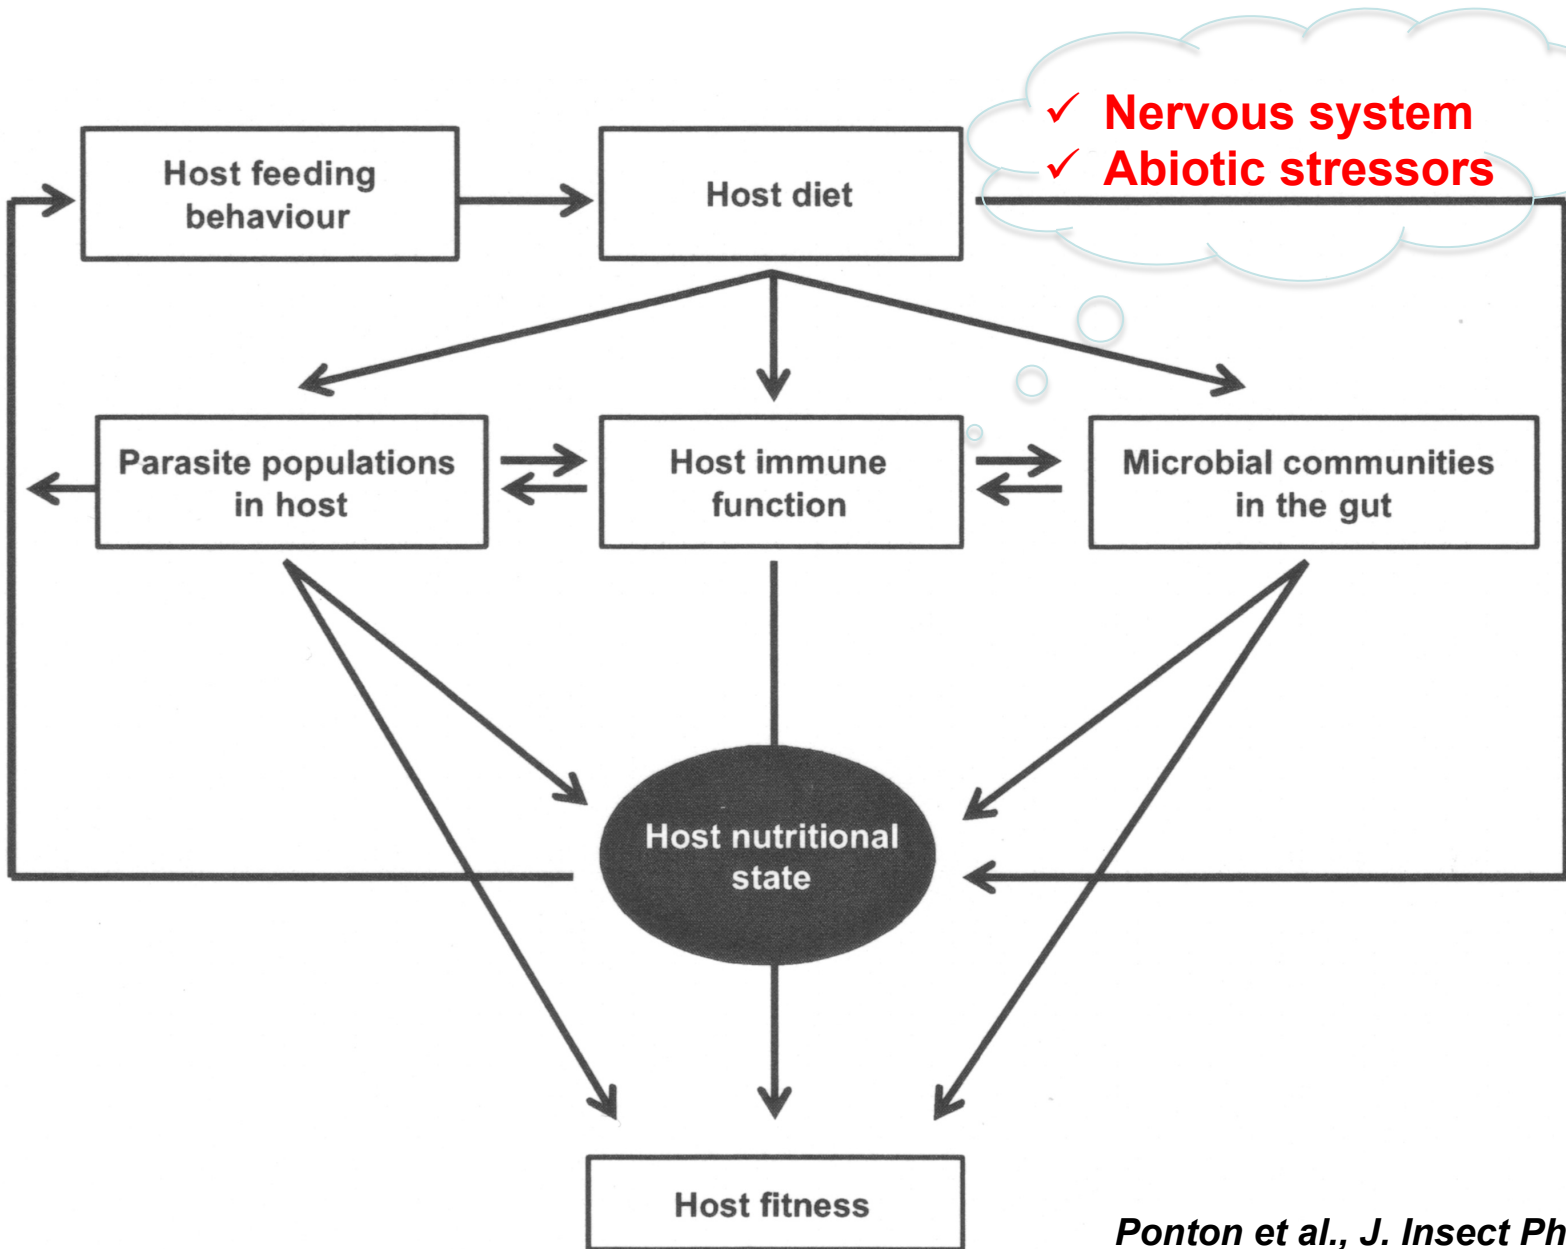 ✓ Nervous system
✓ Abiotic stressors
Host feeding
behaviour
Host diet
Parasite populations
in host
Host immune
function
Microbial communities
in the gut
Host nutritional
state
Host fitness
Ponton et al., J. Insect Ph